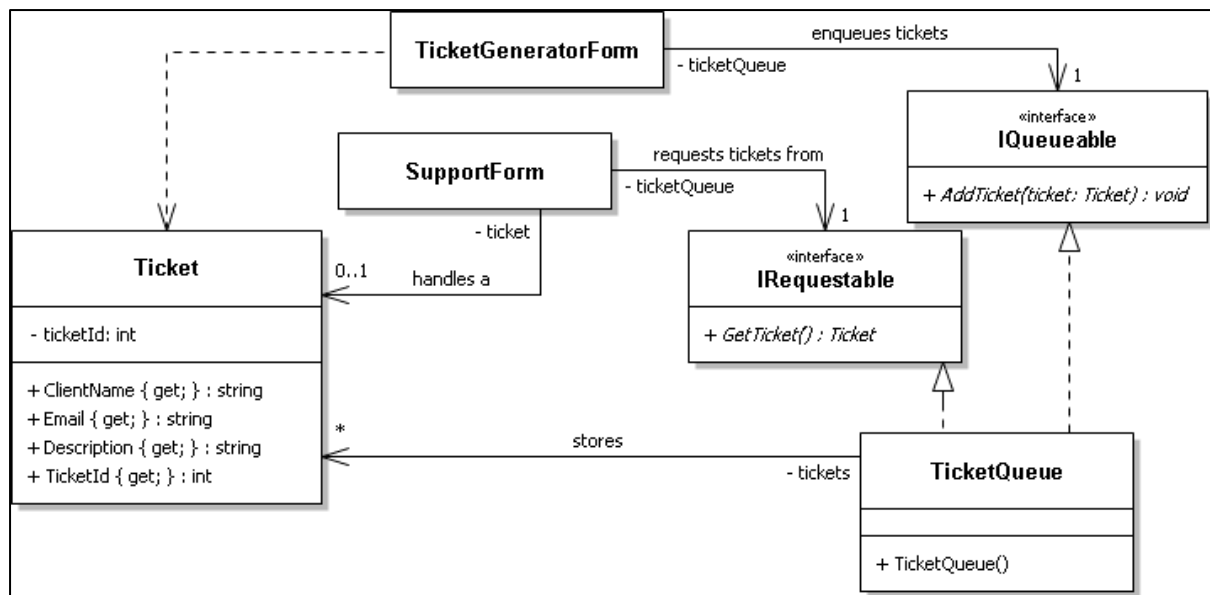 TicketGeneratorForm
enqueues tickets
- ticketQueue
1
«interface»
IQueueable
+ AddTicket(ticket: Ticket) : void
SupportForm
requests tickets from
- ticketQueue
1
- ticket
0..1
handles a
«interface»
IRequestable
+ GetTicket() : Ticket
Ticket
- ticketId: int
+ ClientName { get; } : string
+ Email { get; } : string
+ Description { get; } : string
+ TicketId { get; } : int
*
stores
- tickets
TicketQueue
+ TicketQueue()